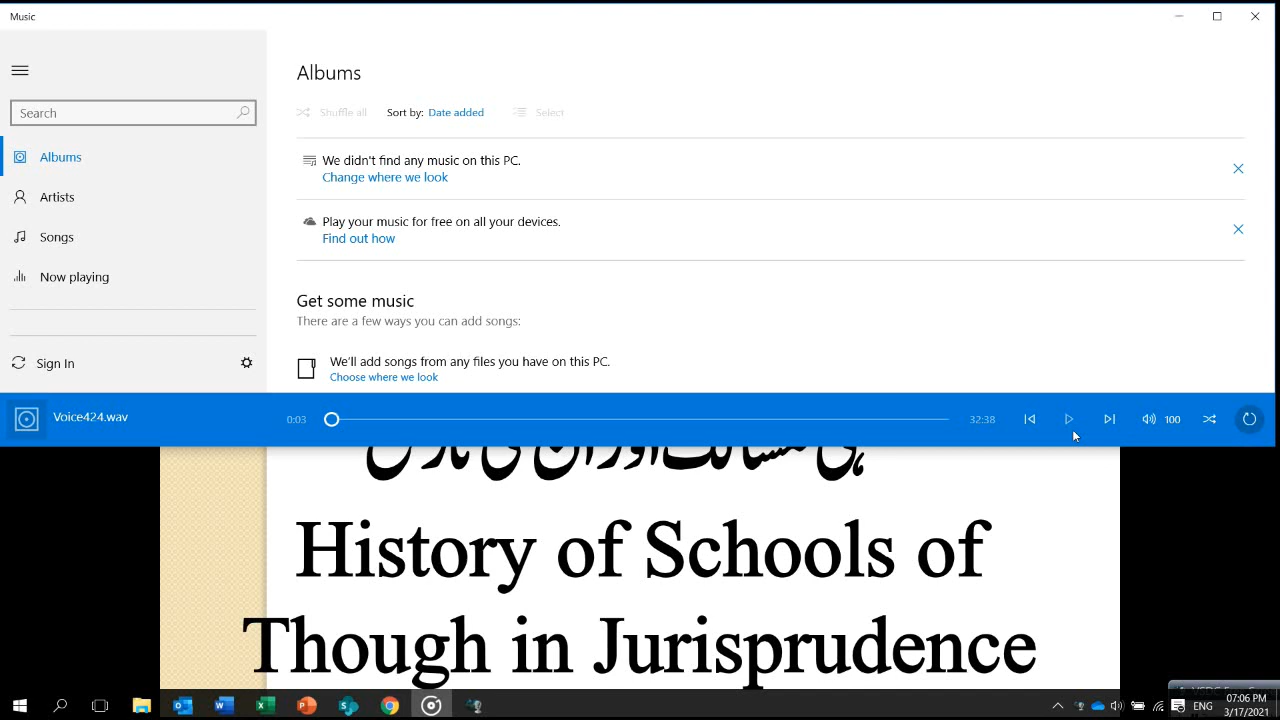 Music
Albums
Search
Shuffle all Sort by: Date added Select
Albums
We didn't find any music on this PC.
Change where we look
Artists
Play your music for free on all your devices.
Songs
Find out how
Now playing
Get some music
There are a few ways you can add songs:
Sign In
We'll add songs from any files you have on this PC.
Choose where we look
Voice424.wav 0:03 32:38 100
History of Schools of
Though in Jurisprudence
ENG 07:06 PM
3/17/2021